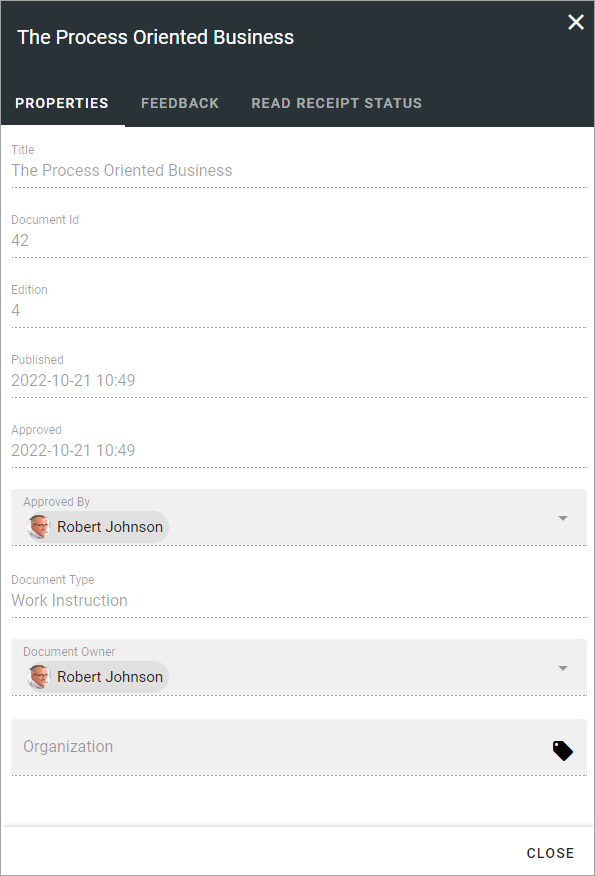 The Process Oriented Business
PROPERTIES FEEDBACK READ RECEIPT STATUS
Title
The Process Oriented Business
Document Id
42
Edition
4
Published
2022-10-21 10:49
Approved
2022-10-21 10:49
Approved By
Robert Johnson
Document Type
Work Instruction
Document Owner
Robert Johnson
Organization
CLOSE